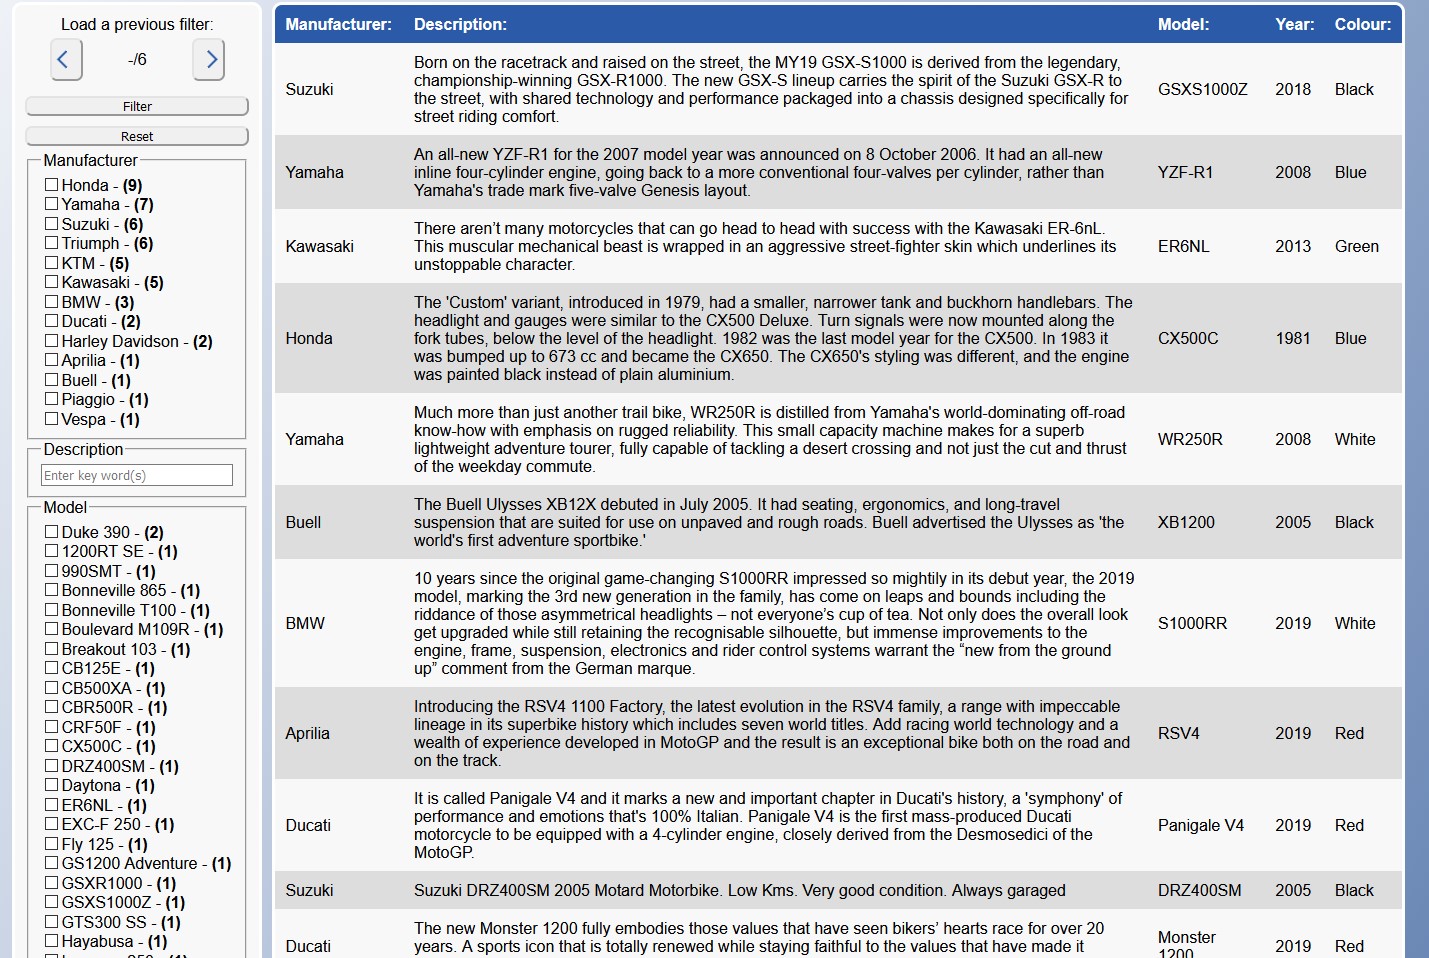 Load a previous filter:
-/6
Filter
Reset
Manufacturer
Honda - (9)
Yamaha - (7)
Suzuki - (6)
Triumph - (6)
KTM - (5)
Kawasaki - (5)
BMW - (3)
Ducati - (2)
Harley Davidson - (2)
Aprilia - (1)
Buell - (1)
Piaggio - (1)
Vespa - (1)
Description
Enter key word(s)
Model
Duke 390 - (2)
1200RT SE - (1)
990SMT - (1)
Bonneville 865 - (1)
Bonneville T100 - (1)
Boulevard M109R - (1)
Breakout 103 - (1)
CB125E - (1)
CB500XA - (1)
CBR500R - (1)
CRF50F - (1)
CX500C - (1)
DRZ400SM - (1)
Daytona - (1)
ER6NL - (1)
EXC-F 250 - (1)
Fly 125 - (1)
GS1200 Adventure - (1)
GSXR1000 - (1)
GSXS1000Z - (1)
GTS300 SS - (1)
Hayabusa - (1)
Manufacturer: Description: Model: Year: Colour:
Suzuki
Born on the racetrack and raised on the street, the MY19 GSX-S1000 is derived from the legendary,
championship-winning GSX-R1000. The new GSX-S lineup carries the spirit of the Suzuki GSX-R to
the street, with shared technology and performance packaged into a chassis designed specifically for
street riding comfort.
GSXS1000Z 2018 Black
Yamaha
An all-new YZF-R1 for the 2007 model year was announced on 8 October 2006. It had an all-new
inline four-cylinder engine, going back to a more conventional four-valves per cylinder, rather than
Yamaha's trade mark five-valve Genesis layout.
YZF-R1 2008 Blue
Kawasaki
There aren’t many motorcycles that can go head to head with success with the Kawasaki ER-6nL.
This muscular mechanical beast is wrapped in an aggressive street-fighter skin which underlines its
unstoppable character.
ER6NL 2013 Green
Honda
The 'Custom' variant, introduced in 1979, had a smaller, narrower tank and buckhorn handlebars. The
headlight and gauges were similar to the CX500 Deluxe. Turn signals were now mounted along the
fork tubes, below the level of the headlight. 1982 was the last model year for the CX500. In 1983 it
was bumped up to 673 cc and became the CX650. The CX650's styling was different, and the engine
was painted black instead of plain aluminium.
CX500C 1981 Blue
Yamaha
Much more than just another trail bike, WR250R is distilled from Yamaha's world-dominating off-road
know-how with emphasis on rugged reliability. This small capacity machine makes for a superb
lightweight adventure tourer, fully capable of tackling a desert crossing and not just the cut and thrust
of the weekday commute.
WR250R 2008 White
Buell
The Buell Ulysses XB12X debuted in July 2005. It had seating, ergonomics, and long-travel
suspension that are suited for use on unpaved and rough roads. Buell advertised the Ulysses as 'the
world's first adventure sportbike.'
XB1200 2005 Black
BMW
10 years since the original game-changing S1000RR impressed so mightily in its debut year, the 2019
model, marking the 3rd new generation in the family, has come on leaps and bounds including the
riddance of those asymmetrical headlights – not everyone’s cup of tea. Not only does the overall look
get upgraded while still retaining the recognisable silhouette, but immense improvements to the
engine, frame, suspension, electronics and rider control systems warrant the “new from the ground
up” comment from the German marque.
S1000RR 2019 White
Aprilia
Introducing the RSV4 1100 Factory, the latest evolution in the RSV4 family, a range with impeccable
lineage in its superbike history which includes seven world titles. Add racing world technology and a
wealth of experience developed in MotoGP and the result is an exceptional bike both on the road and
on the track.
RSV4 2019 Red
Ducati
It is called Panigale V4 and it marks a new and important chapter in Ducati's history, a 'symphony' of
performance and emotions that's 100% Italian. Panigale V4 is the first mass-produced Ducati
motorcycle to be equipped with a 4-cylinder engine, closely derived from the Desmosedici of the
MotoGP.
Panigale V4 2019 Red
Suzuki
Suzuki DRZ400SM 2005 Motard Motorbike. Low Kms. Very good condition. Always garaged
DRZ400SM 2005 Black
Ducati
The new Monster 1200 fully embodies those values that have seen bikers’ hearts race for over 20
years. A sports icon that is totally renewed while staying faithful to the values that have made it
Monster
1200
2019 Red